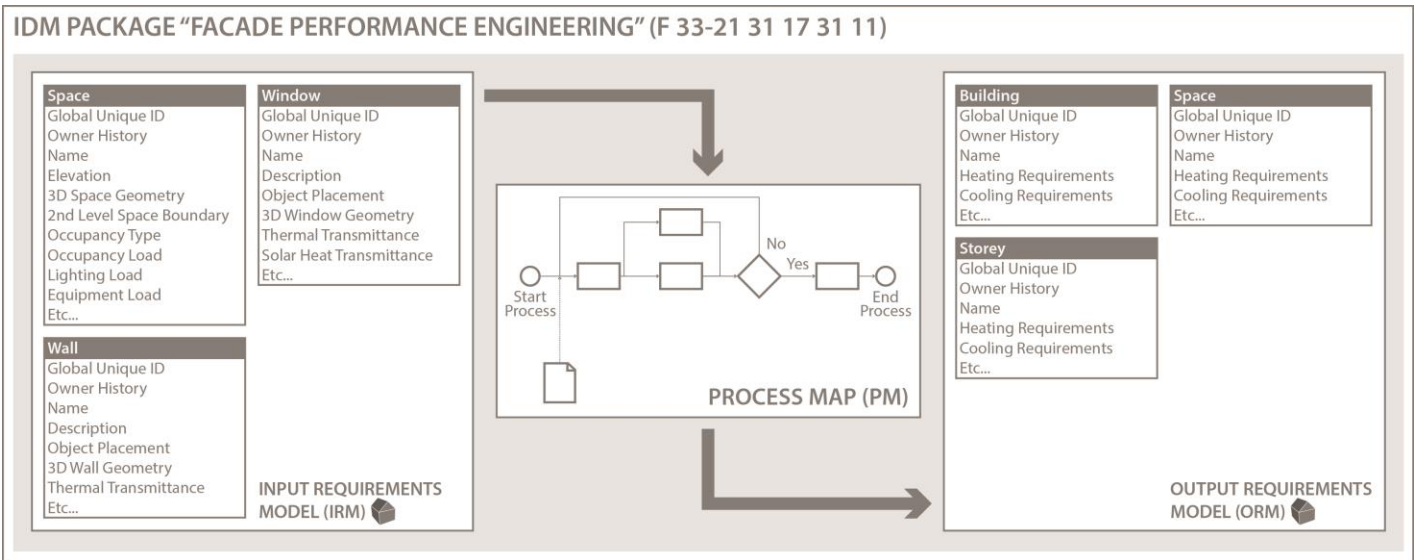 IDM PACKAGE “FACADE PERFORMANCE ENGINEERING” (F 33-21 31 17 31 11)
Space
Global Unique ID
Owner History
Name
Elevation
3D Space Geometry
2nd Level Space Boundary
Occupancy Type
Occupancy Load
Lighting Load
Equipment Load
Etc...
Window
Global Unique ID
Owner History
Name
Description
Object Placement
3D Window Geometry
Thermal Transmittance
Solar Heat Transmittance
Etc...
Wall
Global Unique ID
Owner History
Name
Description
Object Placement
3D Wall Geometry
Thermal Transmittance
Etc...
INPUT REQUIREMENTS
MODEL (IRM)
Start
Process
No
Yes
End
Process
PROCESS MAP (PM)
Building
Global Unique ID
Owner History
Name
Heating Requirements
Cooling Requirements
Etc...
Space
Global Unique ID
Owner History
Name
Heating Requirements
Cooling Requirements
Etc...
Storey
Global Unique ID
Owner History
Name
Heating Requirements
Cooling Requirements
Etc...
OUTPUT REQUIREMENTS
MODEL (ORM)